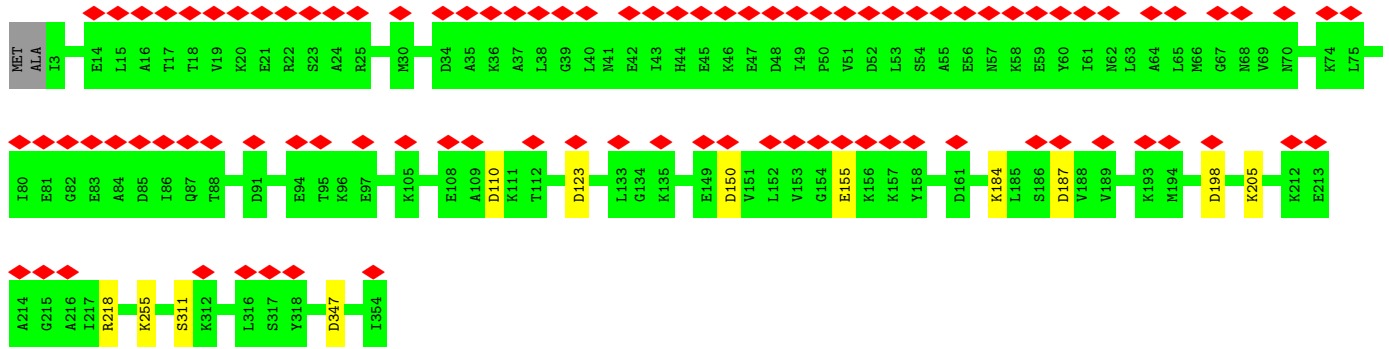 MET ALA I3 E14 L15 A16 T17 T18 V19 K20 E21 R22 S23 A24 R25 M30 D34 A35 K36 A37 L38 G39 L40 N41 E42 I43 H44 E45 K46 E47 D48 I49 P50 V51 D52 L53 S54 A55 E56 N57 K58 E59 Y60 I61 N62 L63 A64 L65 M66 G67 N68 V69 N70 K74 L75
I80 E81 G82 E83 A84 D85 I86 Q87 T88 D91 E94 T95 K96 E97 K105 E108 A109 D110 K111 T112 D123 L133 G134 K135 E149 D150 V151 L152 V153 G154 E155 K156 K157 Y158 D161 K184 L185 S186 D187 V188 V189 K193 M194 D198 K205 K212 E213
A214 G215 A216 I217 R218 K255 S311 K312 L316 S317 Y318 D347 I354